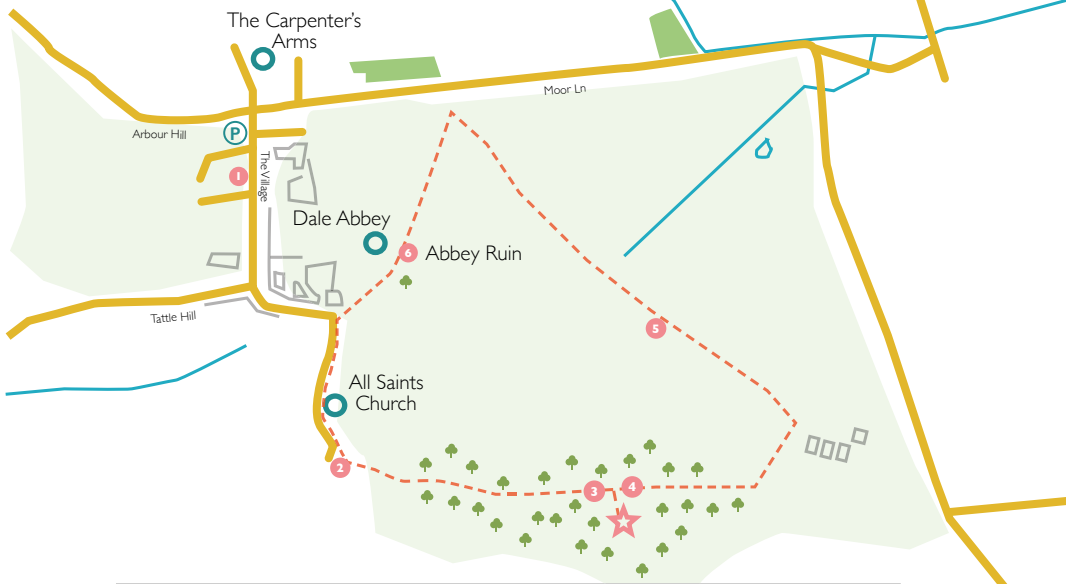 The Carpenter's
Arms
Moor Ln
Arbour Hill
P
1
The Village
Dale Abbey
6
Abbey Ruin
Tattle Hill
5
All Saints
Church
2
3
4